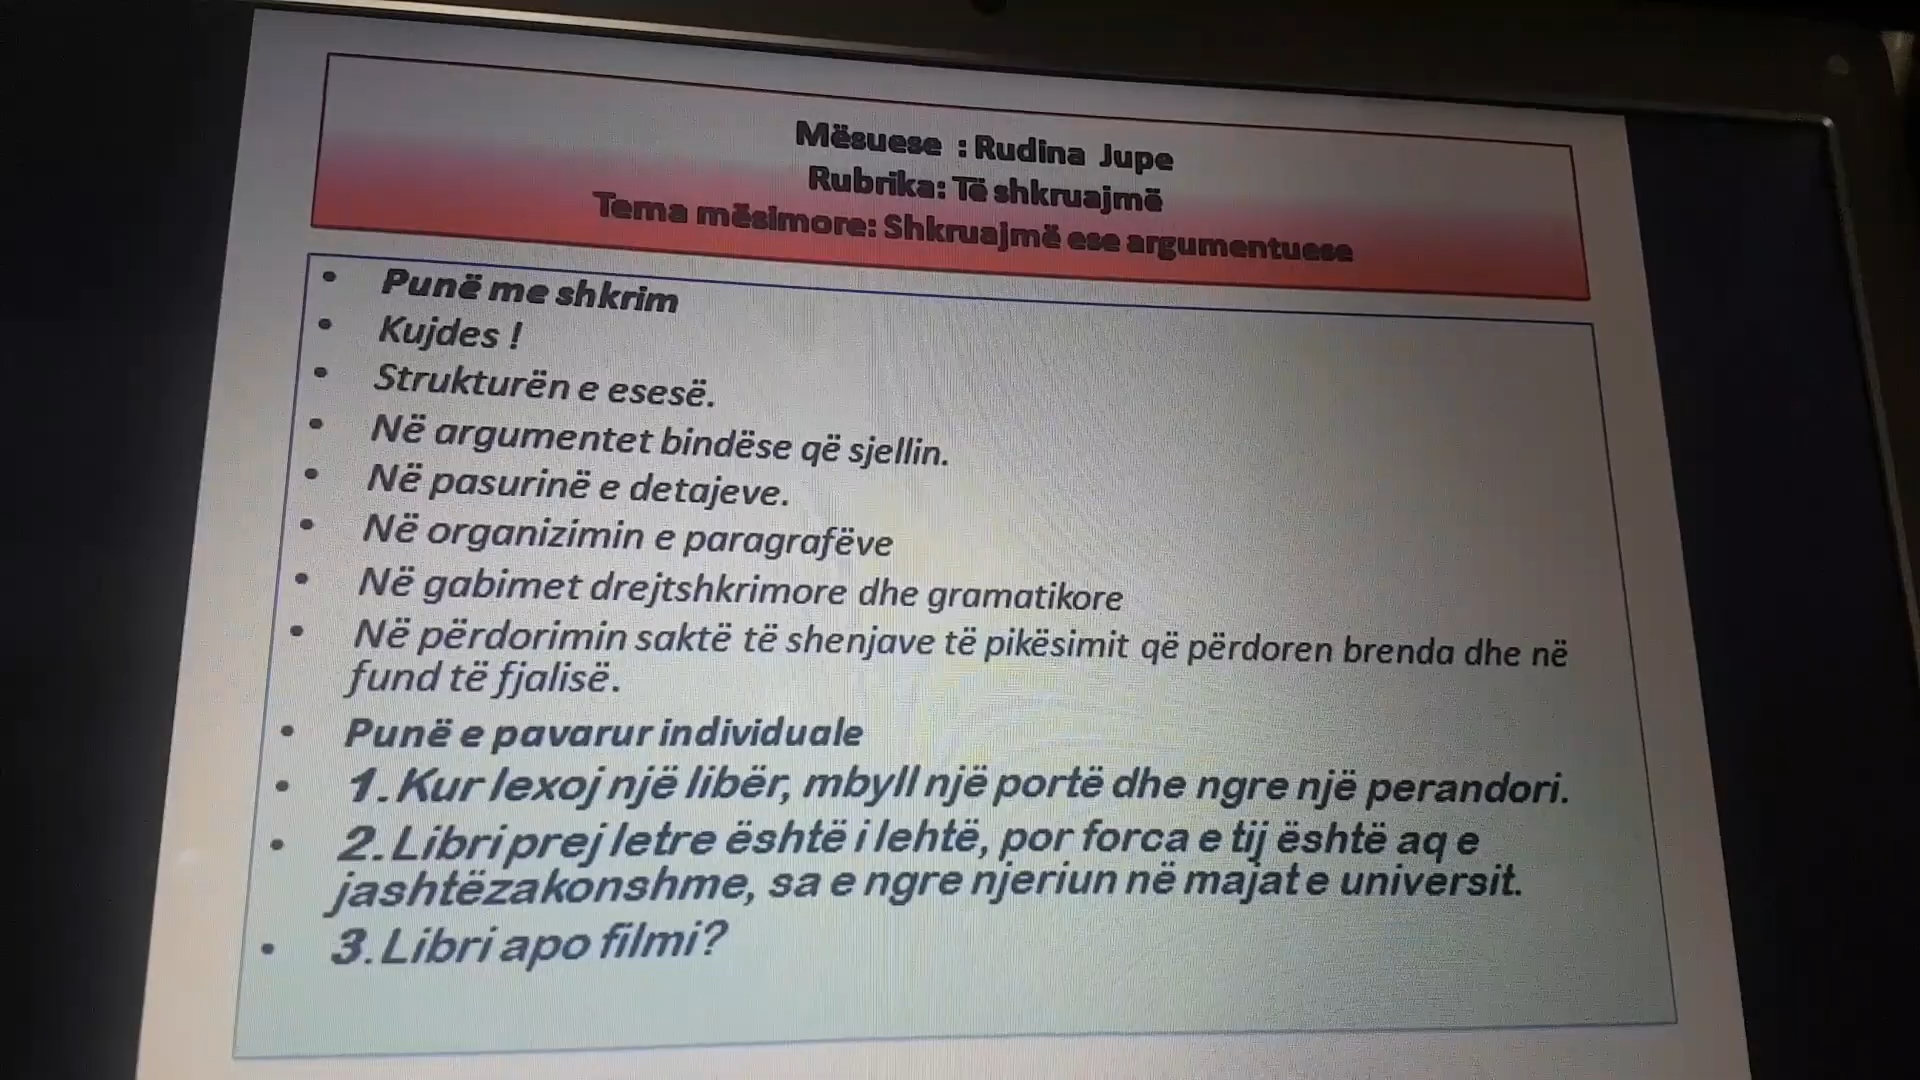 Mësuese : Rudina Jupe
Rubrika: Të shkruajmë
Tema mësimore: Shkruajmë ese argumentuese
• Punë me shkrim
• Kujdes !
• Strukturën e esesë.
• Në argumentet bindëse që sjellin.
• Në pasurinë e detajeve.
• Në organizimin e paragrafëve
• Në gabimet drejtshkrimore dhe gramatikore
• Në përdorimin saktë të shenjave të pikësimit që përdoren brenda dhe në
fund të fjalisë.
• Punë e pavarur individuale
• 1.Kur lexoj një libër, mbyll një portë dhe ngre një perandori.
• 2.Libri prej letre është i lehtë, por forca e tij është aq e
jashtëzakonshme, sa e ngre njeriun në majat e universit.
• 3.Libri apo filmi?